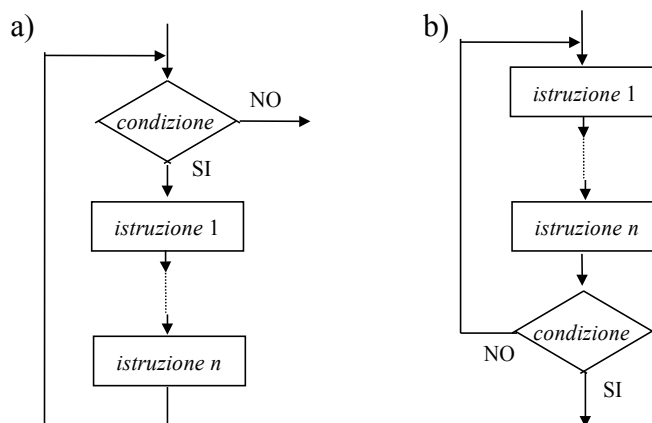 a)
NO
condizione
SI
istruzione 1
istruzione n
b)
istruzione 1
istruzione n
condizione
NO
SI